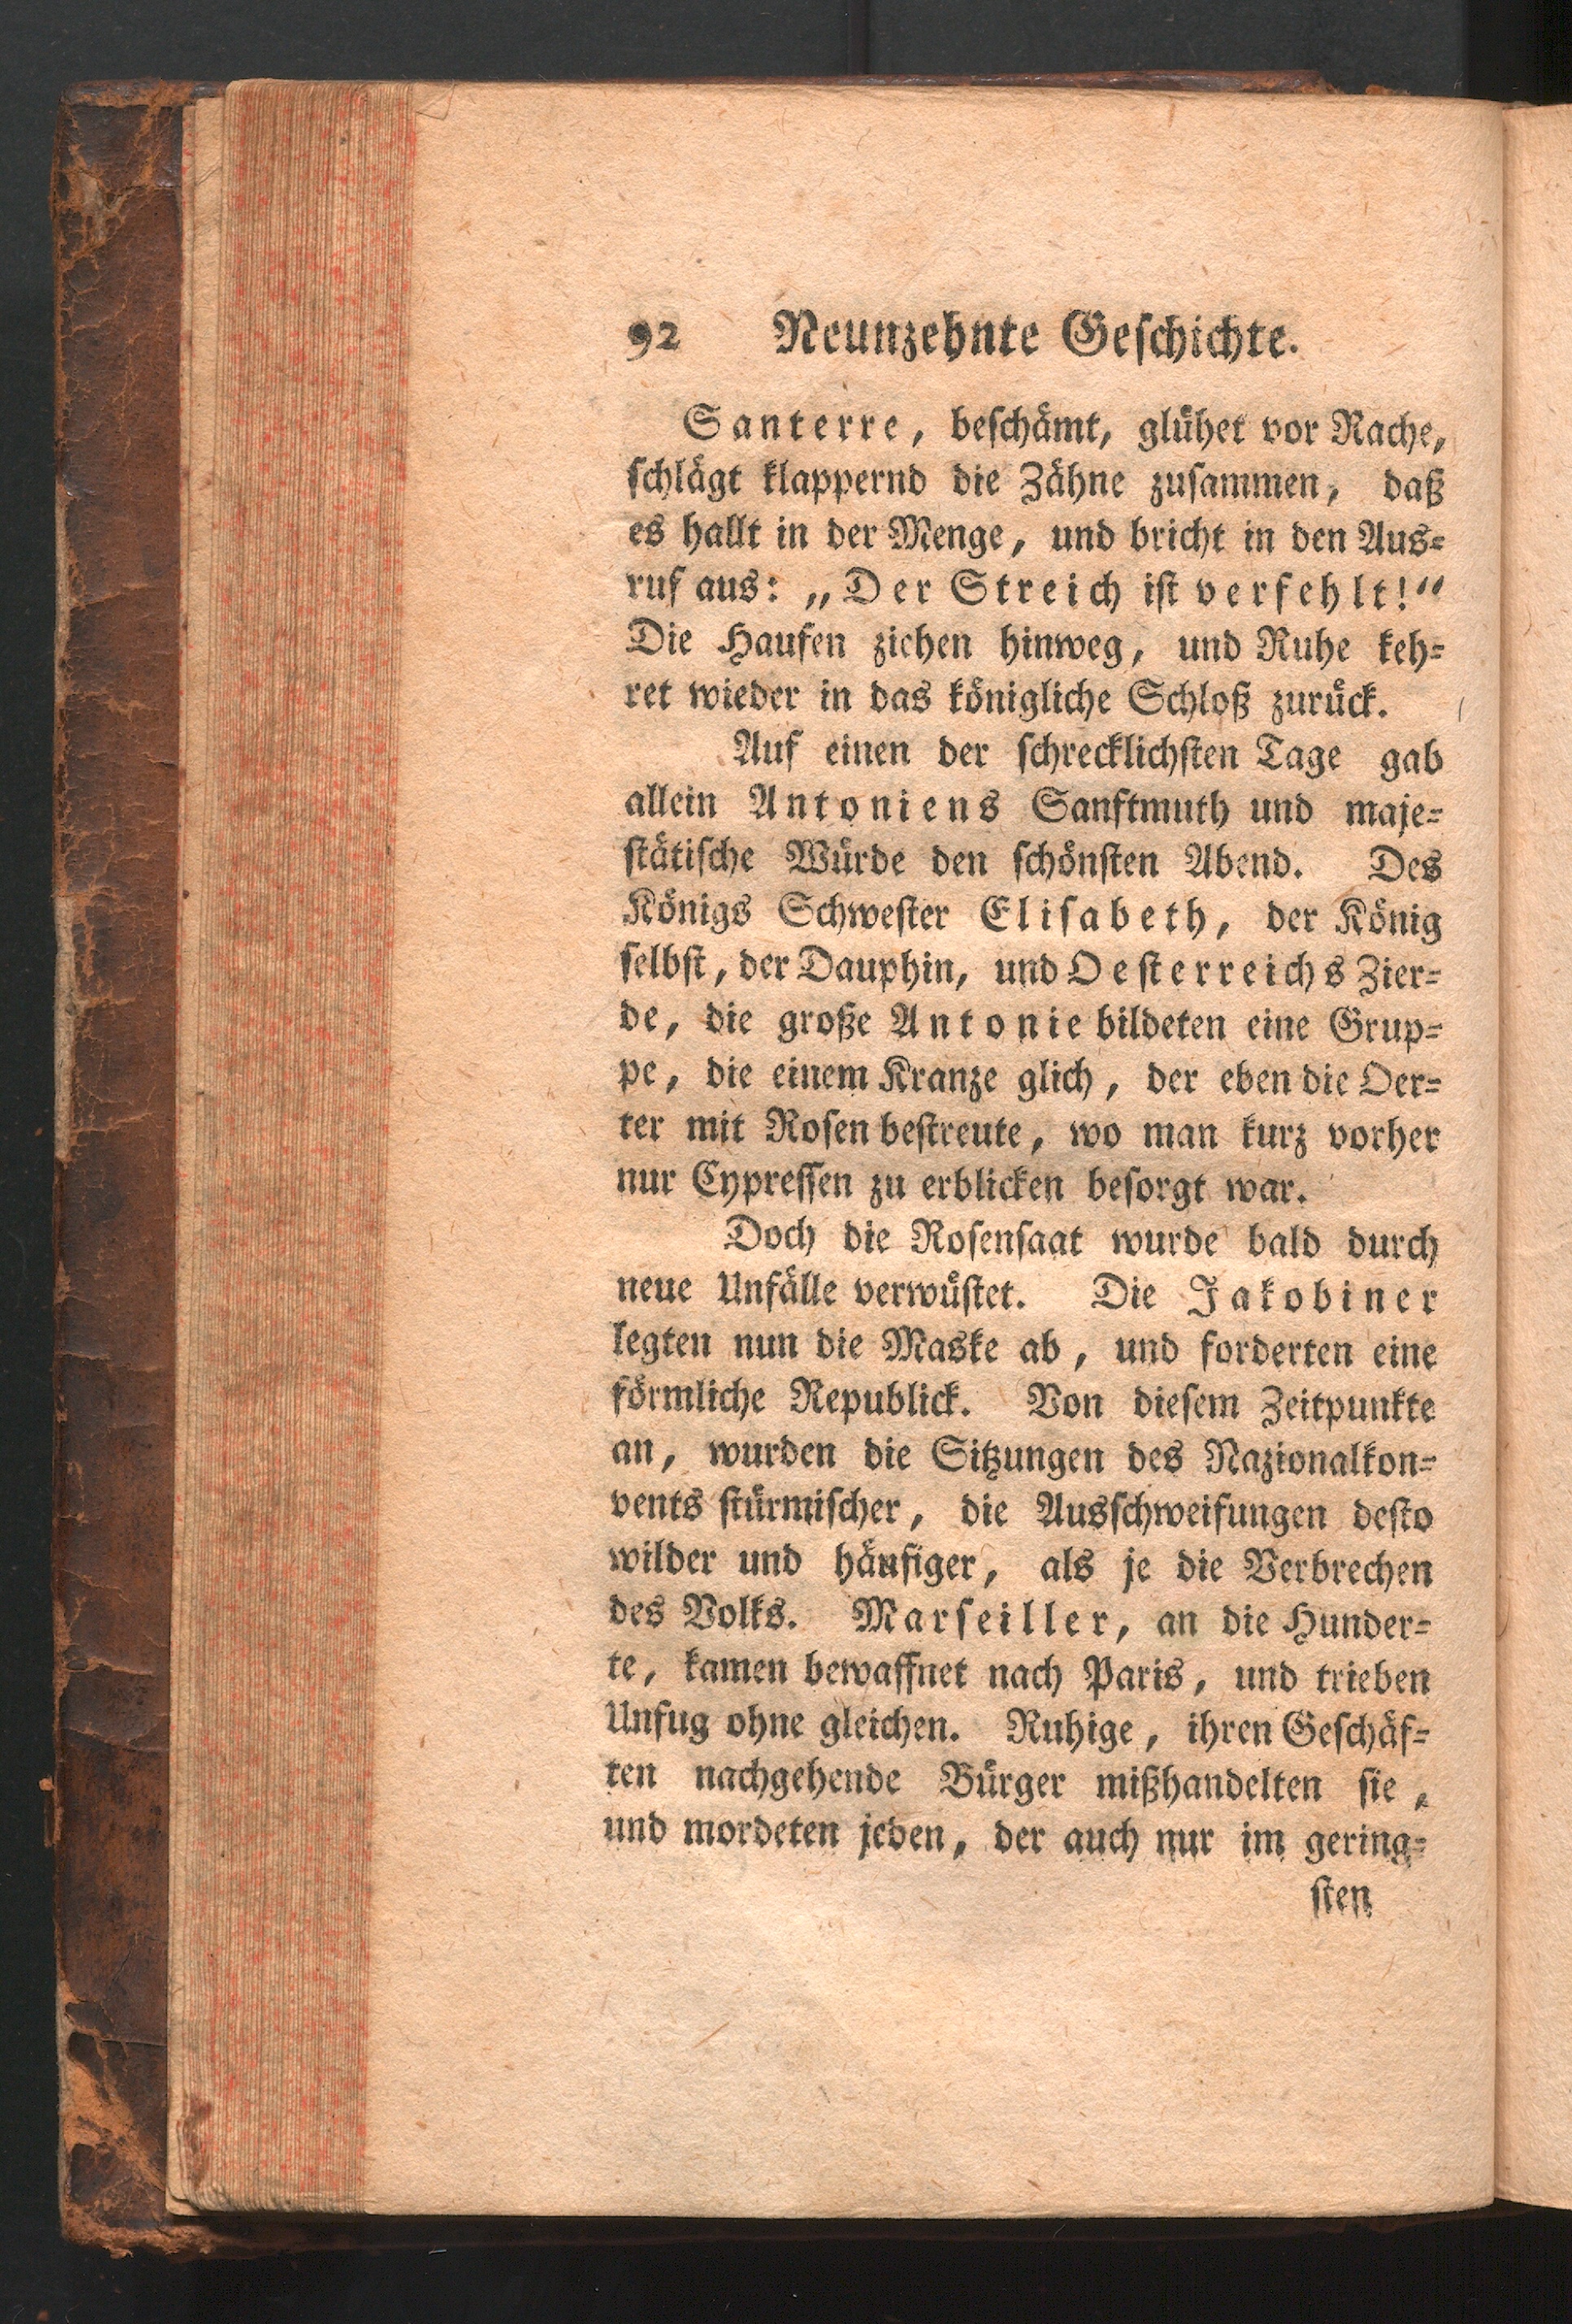 92 Neunzehnte Geschichte.
Santerre, beschämt, glühet vor Rache,
schlägt klappernd die Zähne zusammen, daß
es hallt in der Menge, und bricht in den Aus=
ruf aus: „Der Streich ist verfehlt!“
Die Haufen ziehen hinweg, und Ruhe keh=
ret wieder in das königliche Schloß zurück.
Auf einen der schrecklichsten Tage gab
allein Antoniens Sanftmuth und maje=
stätische Würde den schönsten Abend. Des
Königs Schwester Elisabeth, der König
selbst, der Dauphin, und Oesterreichs Zier=
de, die große Antonie bildeten eine Grup=
pe, die einem Kranze glich, der eben die Oer=
ter mit Rosen bestreute, wo man kurz vorher
nur Cypressen zu erblicken besorgt war.
Doch die Rosensaat wurde bald durch
neue Unfälle verwüstet. Die Jakobiner
legten nun die Maske ab, und forderten eine
förmliche Republick. Von diesem Zeitpunkte
an, wurden die Sitzungen des Nazionalkon=
vents stürmischer, die Ausschweifungen desto
wilder und häufiger, als je die Verbrechen
des Volks. Marseiller, an die Hunder=
te, kamen bewaffnet nach Paris, und trieben
Unfug ohne gleichen. Ruhige, ihren Geschäf=
ten nachgehende Bürger mißhandelten sie,
und mordeten jeden, der auch nur im gering=
sten